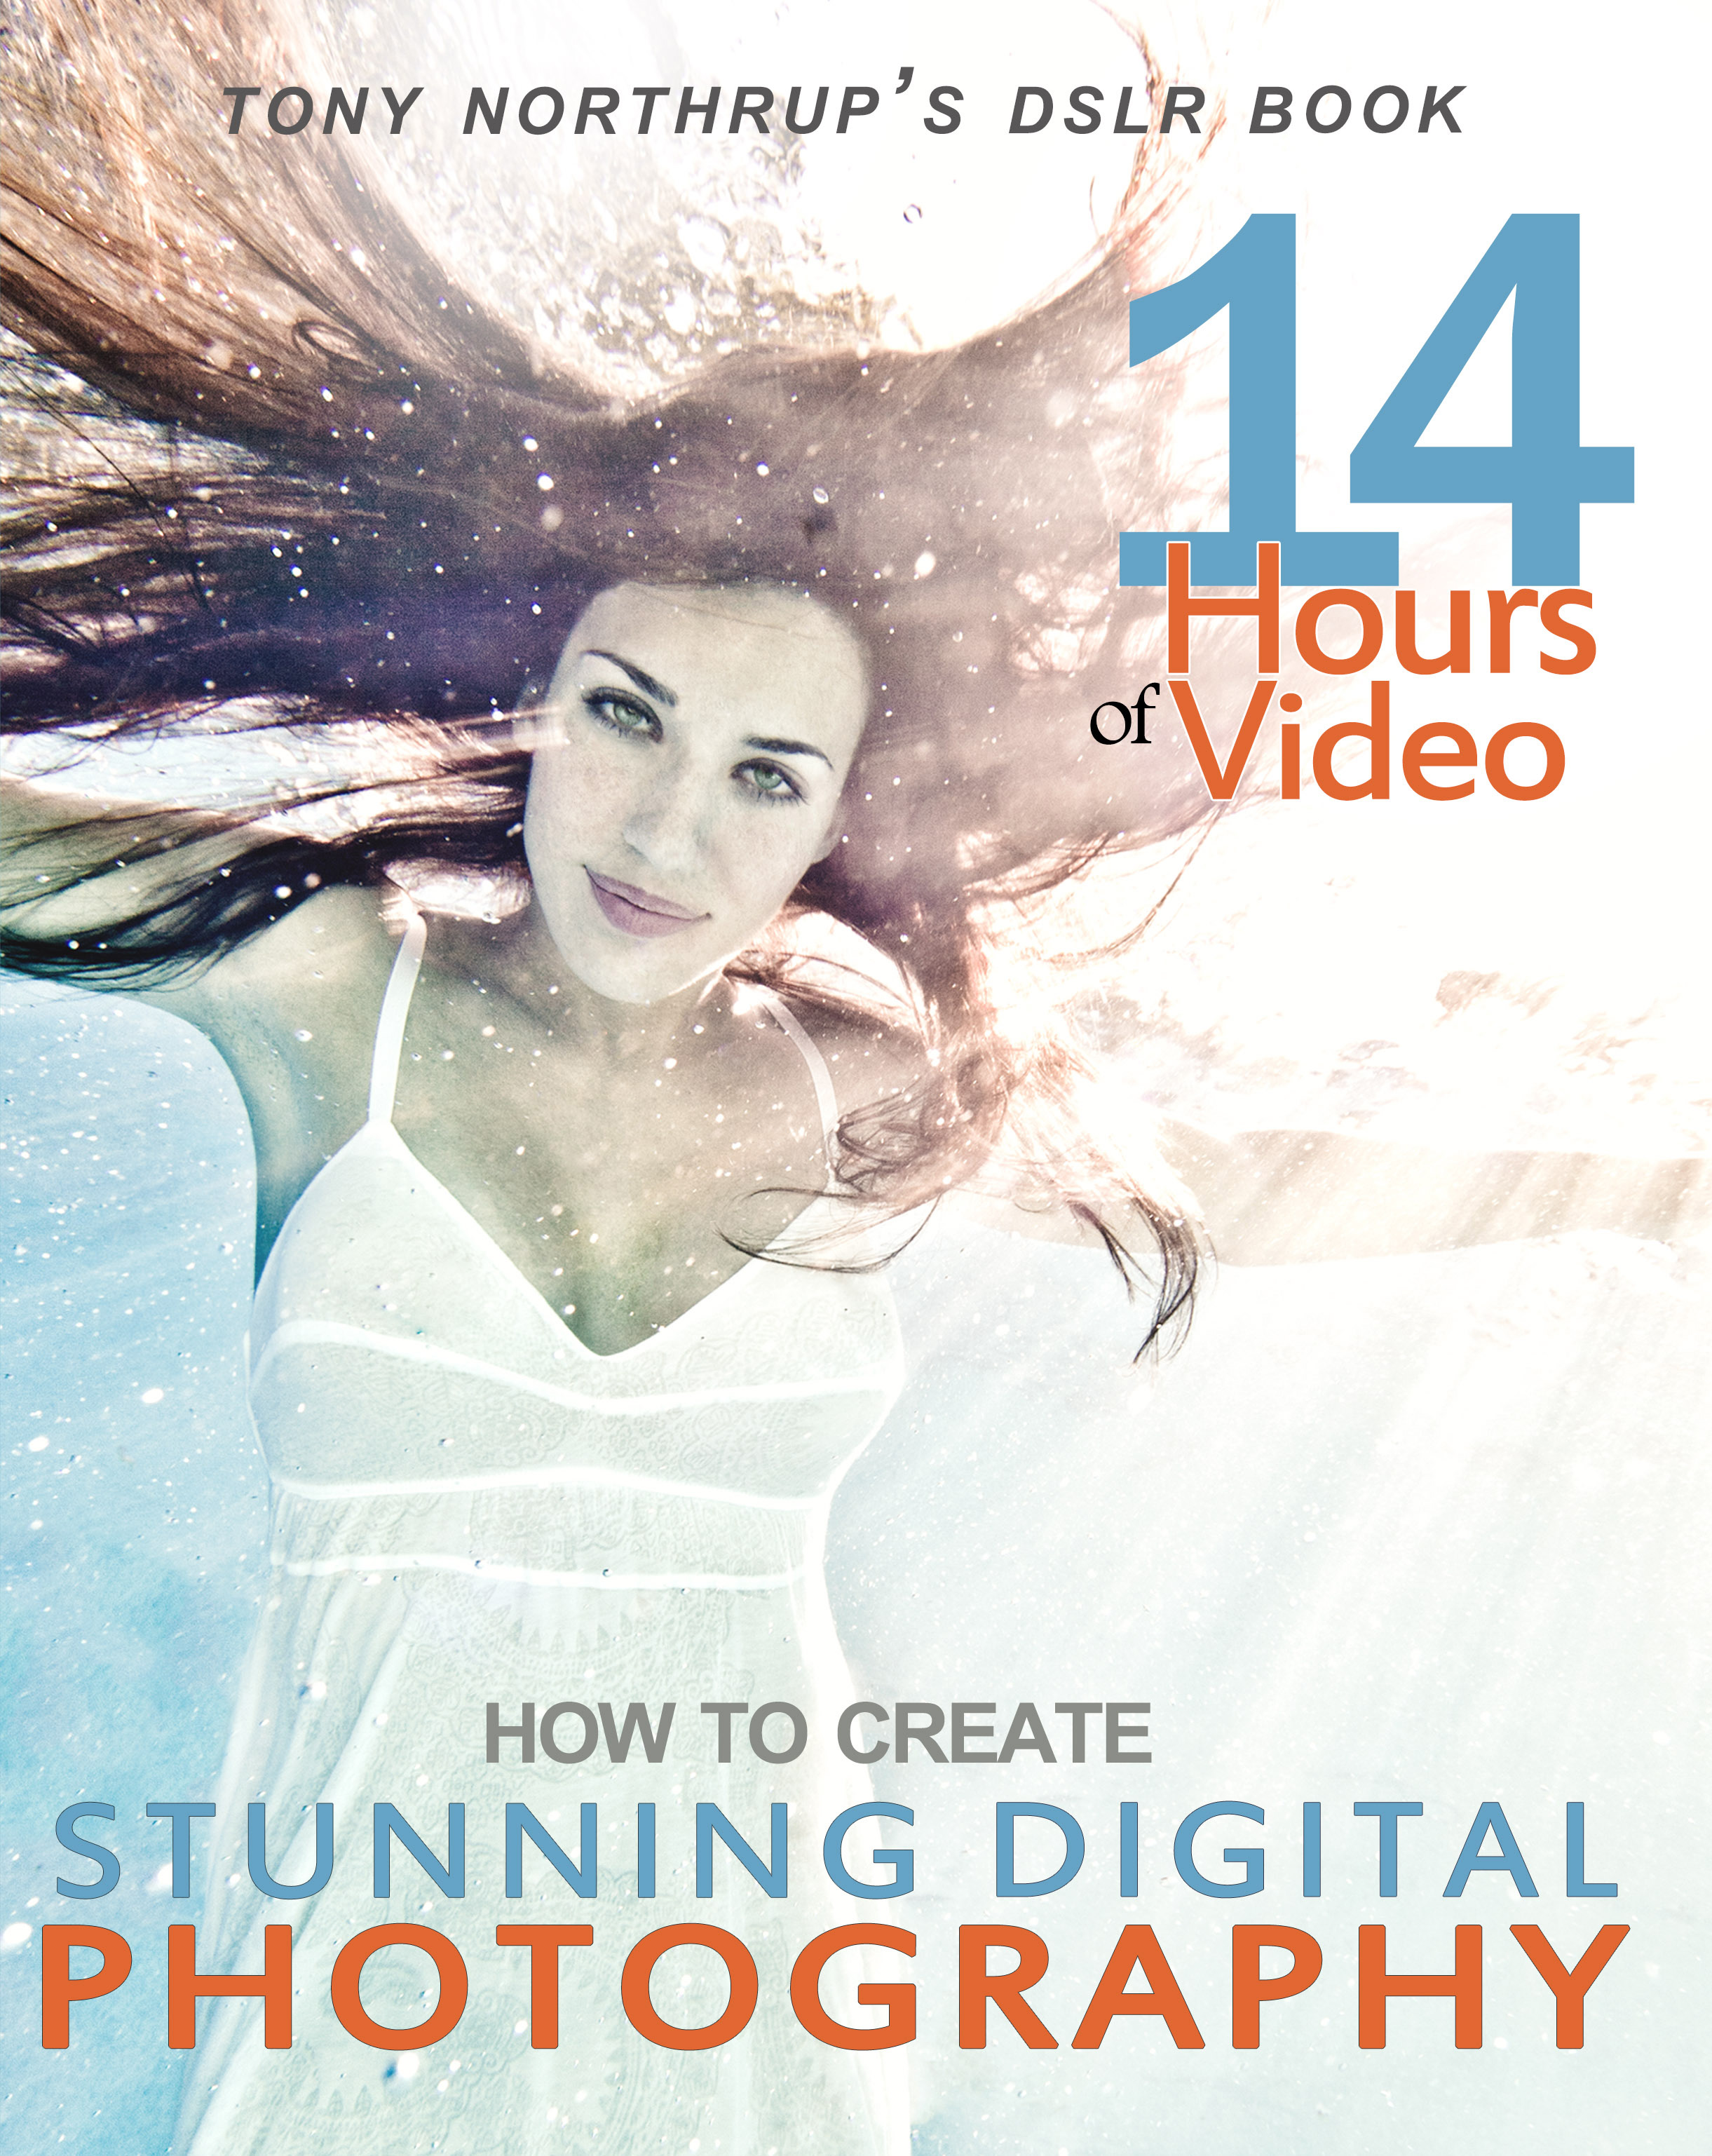 TONY NORTHRUP'S DSLR BOOK
14
Hours
of Video
HOW TO CREATE
STUNNING DIGITAL
PHOTOGRAPHY